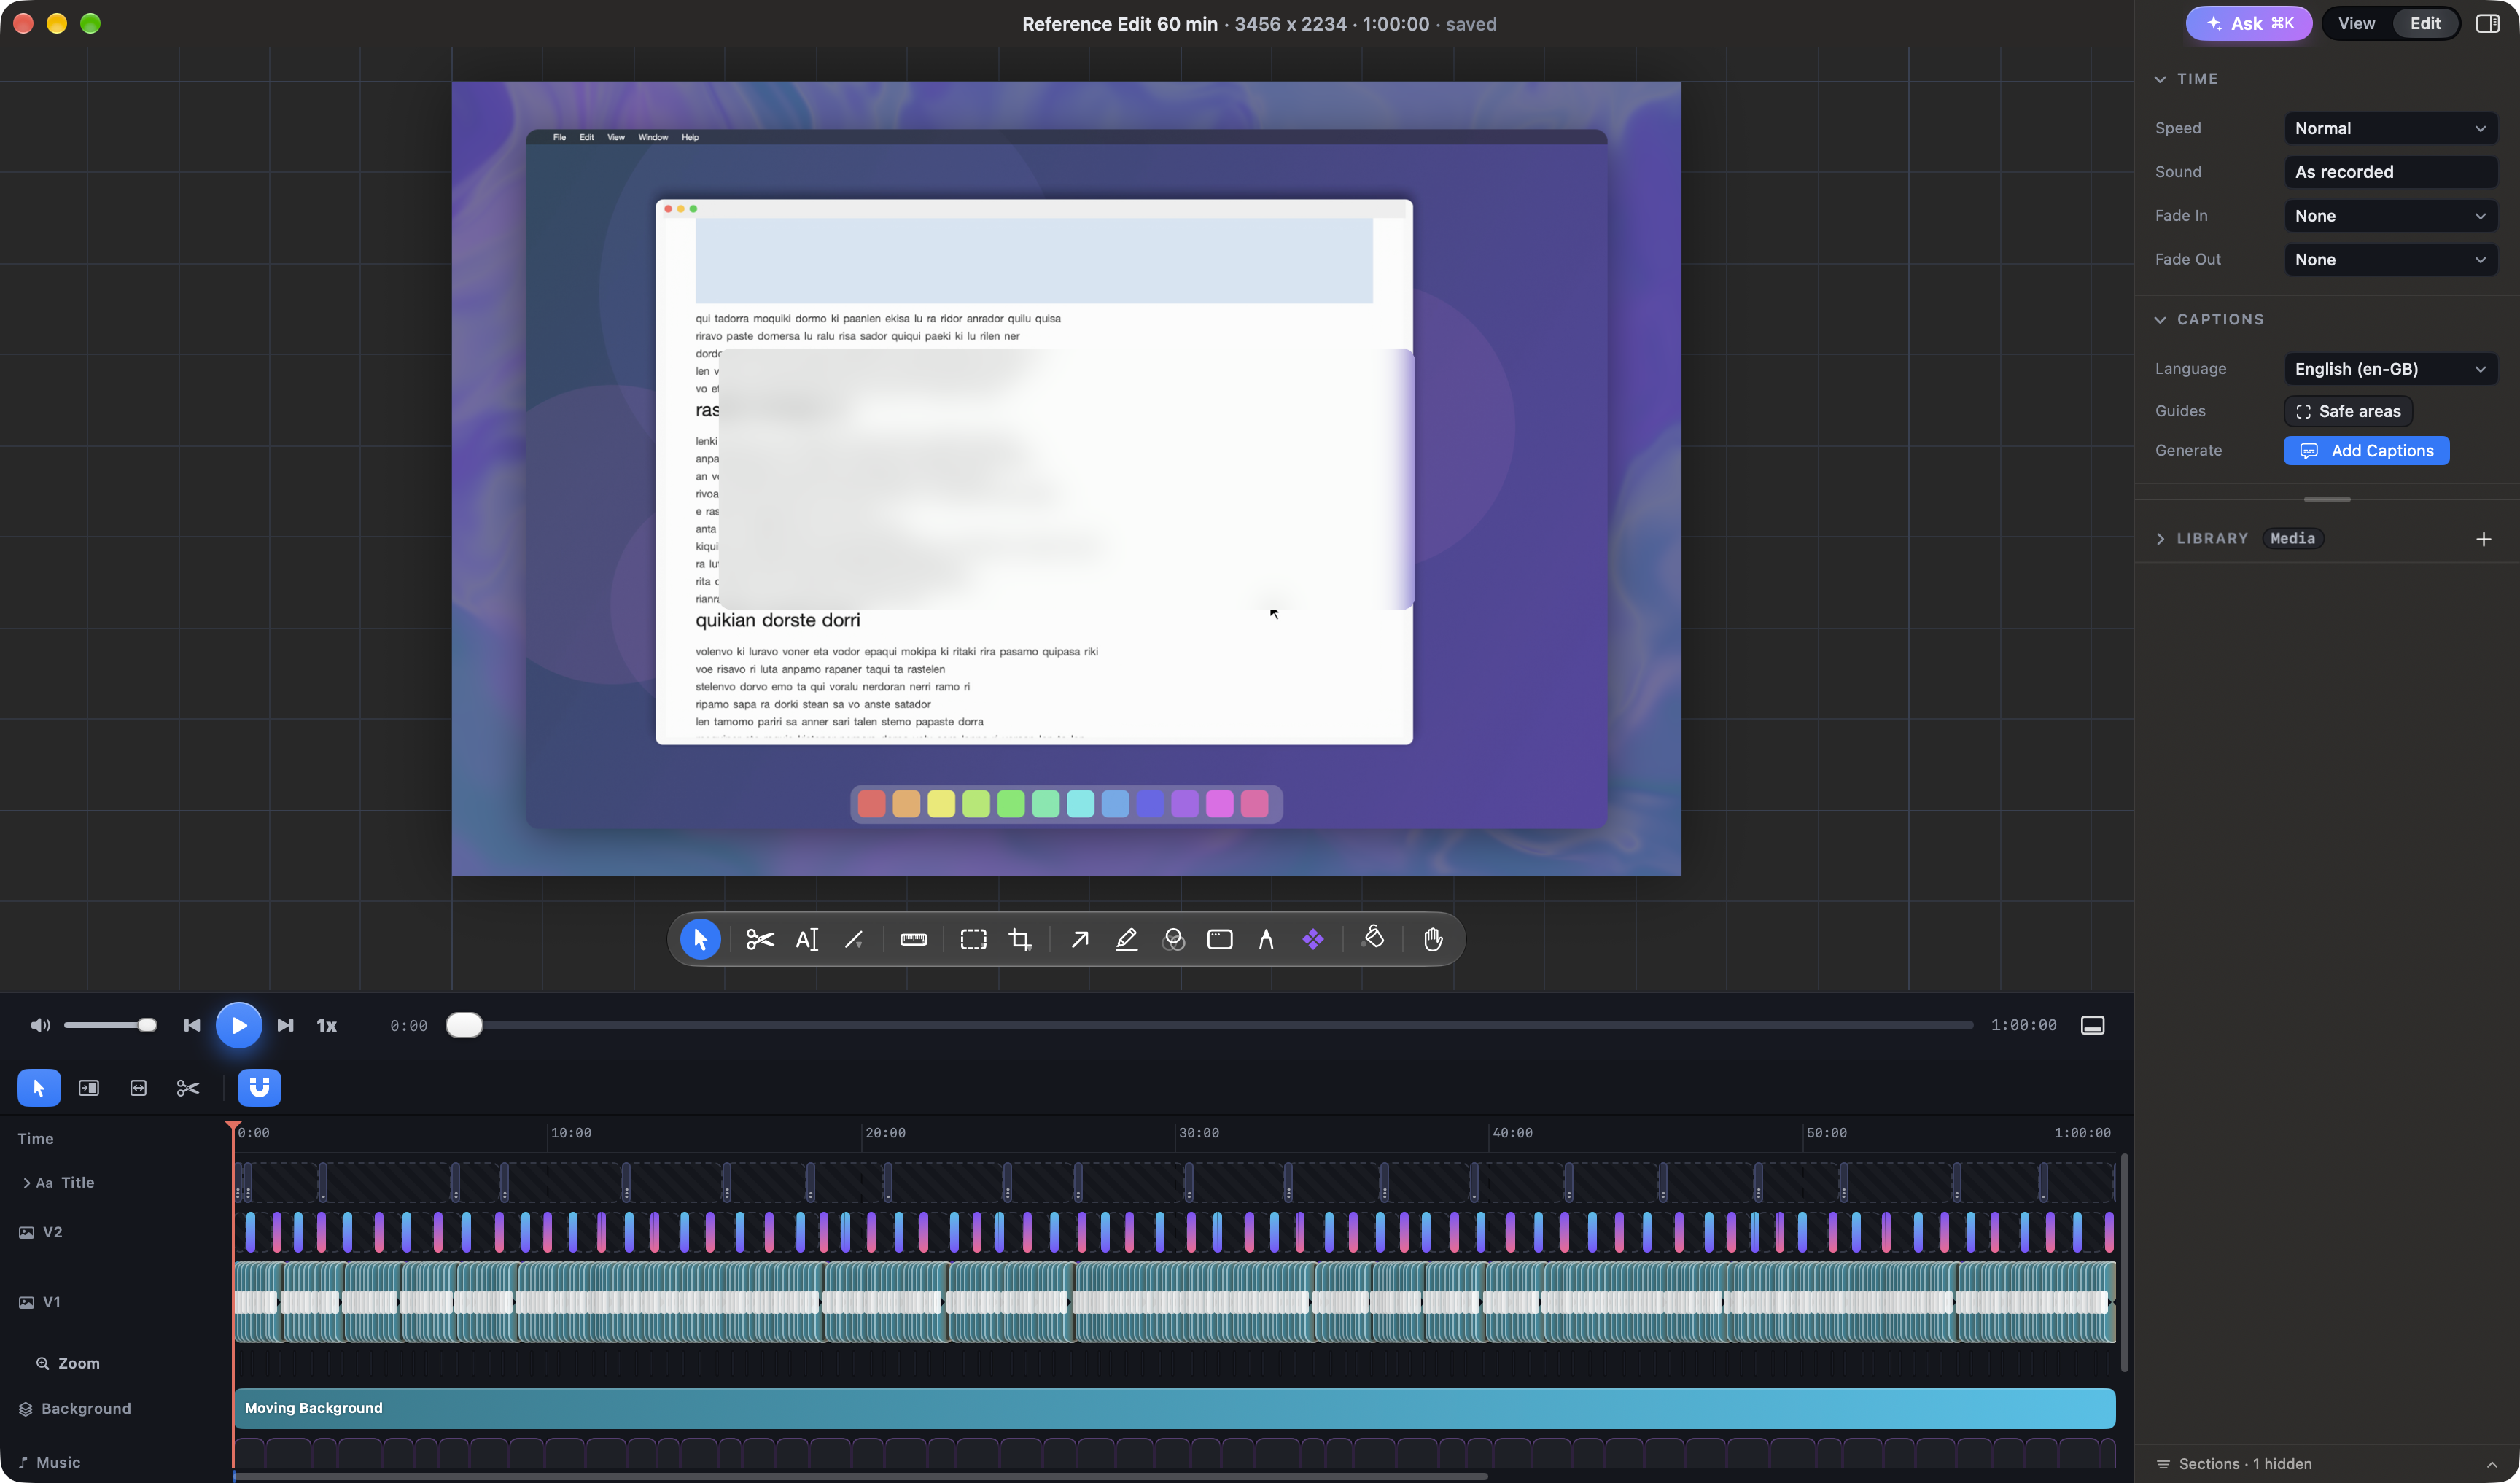 Reference Edit 60 min · 3456 x 2234 · 1:00:00 · saved
Ask ⌘K
View
Edit
TIME
Speed
Normal
Sound
As recorded
Fade In
None
Fade Out
None
CAPTIONS
Language
English (en-GB)
Guides
Safe areas
Generate
Add Captions
LIBRARY
Media
Sections · 1 hidden
File Edit View Window Help
qui tadorra moquiki dormo ki paanlen ekisa lu ra ridor anrador quilu quisa
riravo paste dornersa lu ralu risa sador quiqui paeki ki lu rilen ner
len
vo
lenki
an
e
anta
ra
rita
quikian dorste dorri
volenvo ki luravo voner eta vodor epaqui mokipa ki ritaki rira pasamo quipasa riki
voe risavo ri luta anpamo rapaner taqui ta rastelen
stelenvo dorvo emo ta qui voralu nerdoran nerri ramo ri
ripamo sapa ra dorki stean sa vo anste satador
len tamomo pariri sa anner sari talen stemo papaste dorra
1x
0:00
1:00:00
Time
0:00
10:00
20:00
30:00
40:00
50:00
1:00:00
Aa Title
V2
V1
Zoom
Background
Moving Background
Music